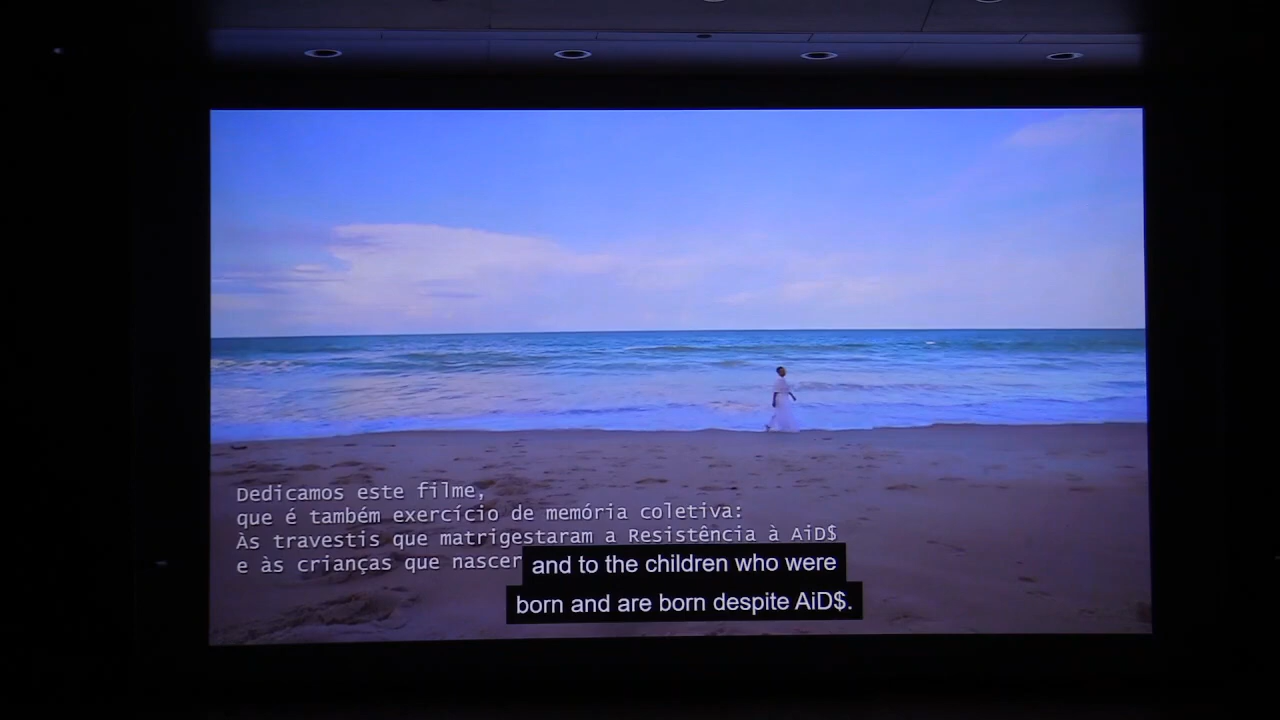 Dedicamos este filme,
que é também exercício de memória coletiva:
Às travestis que matrigestaram a Resistência à AiD$
e às crianças que nascer
and to the children who were
born and are born despite AiD$.